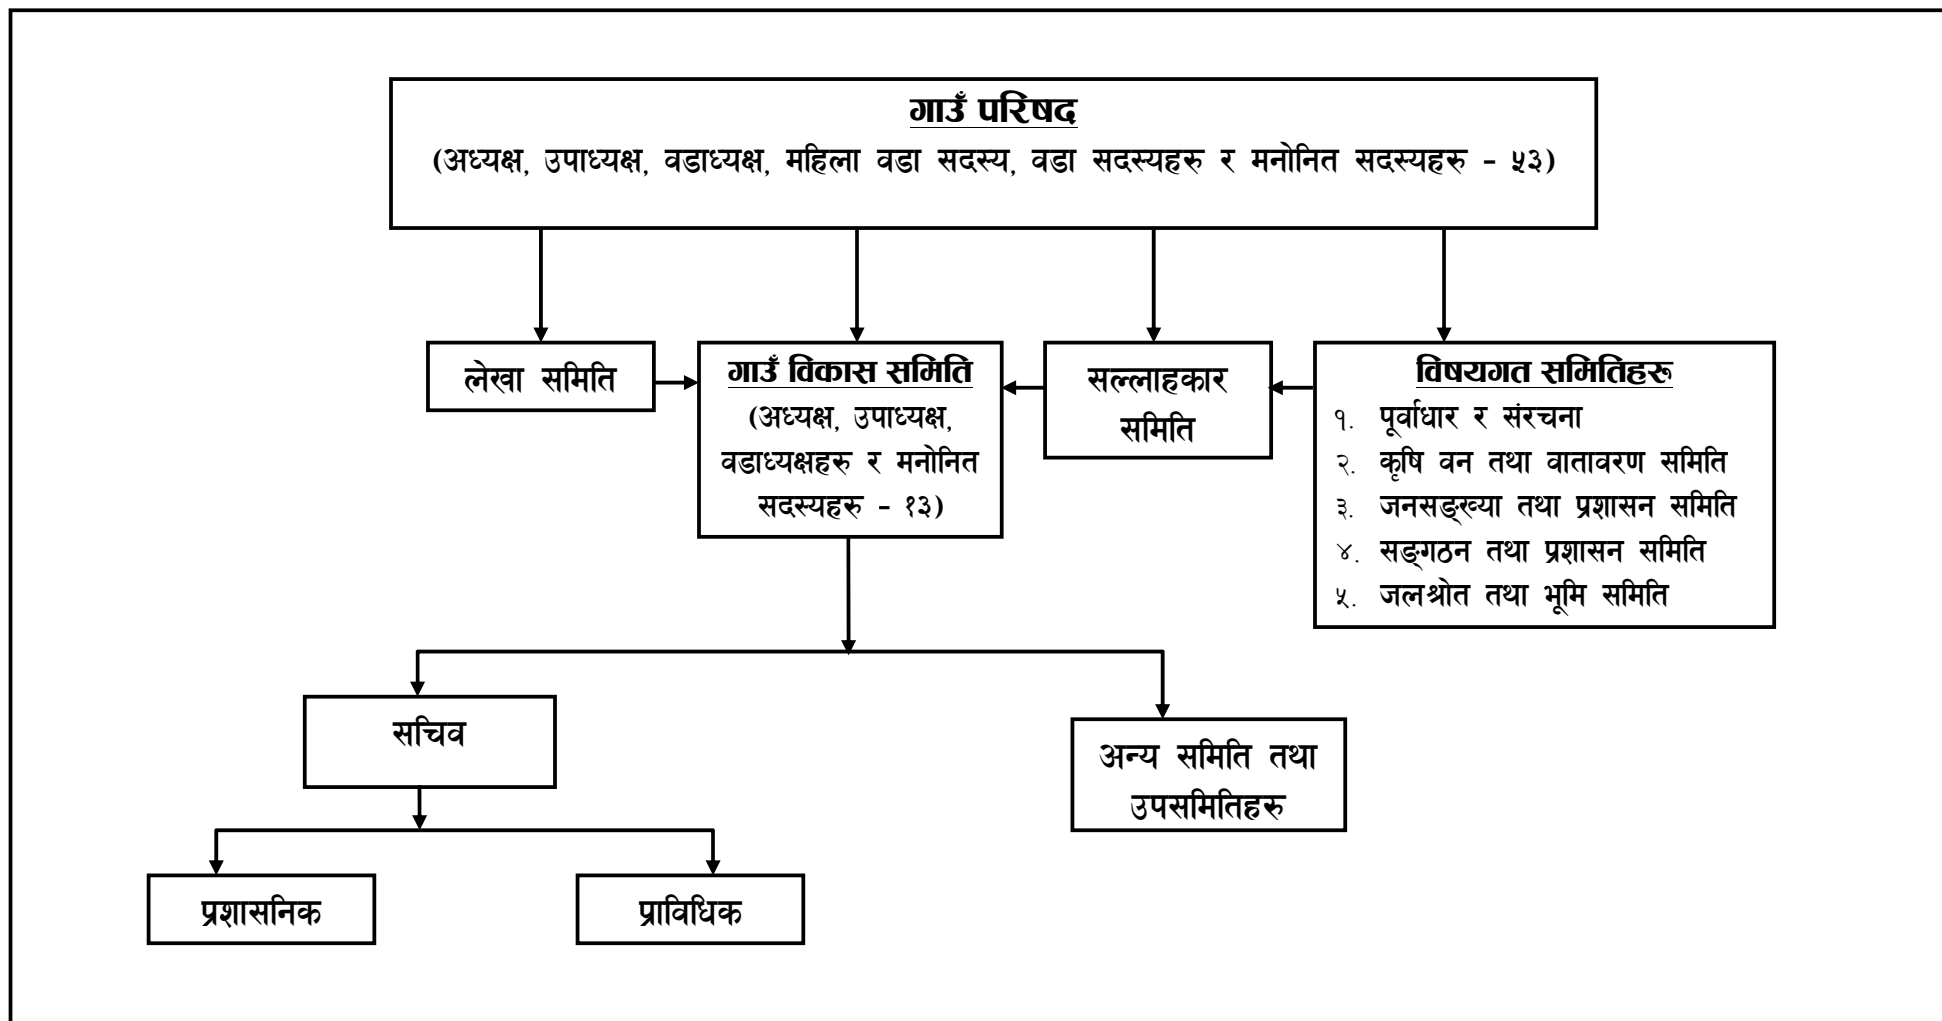 गाउँ परिषद
(अध्यक्ष, उपाध्यक्ष, वडाध्यक्ष, महिला वडा सदस्य, वडा सदस्यहरु र मनोनित सदस्यहरु - ५३)
लेखा समिति
गाउँ विकास समिति
(अध्यक्ष, उपाध्यक्ष,
वडाध्यक्षहरु र मनोनित
सदस्यहरु - १३)
सल्लाहकार
समिति
विषयगत समितिहरू
१. पूर्वाधार र संरचना
२. कृषि वन तथा वातावरण समिति
३. जनसङ्ख्या तथा प्रशासन समिति
४. सङ्गठन तथा प्रशासन समिति
५. जलश्रोत तथा भूमि समिति
सचिव
अन्य समिति तथा
उपसमितिहरु
प्रशासनिक
प्राविधिक